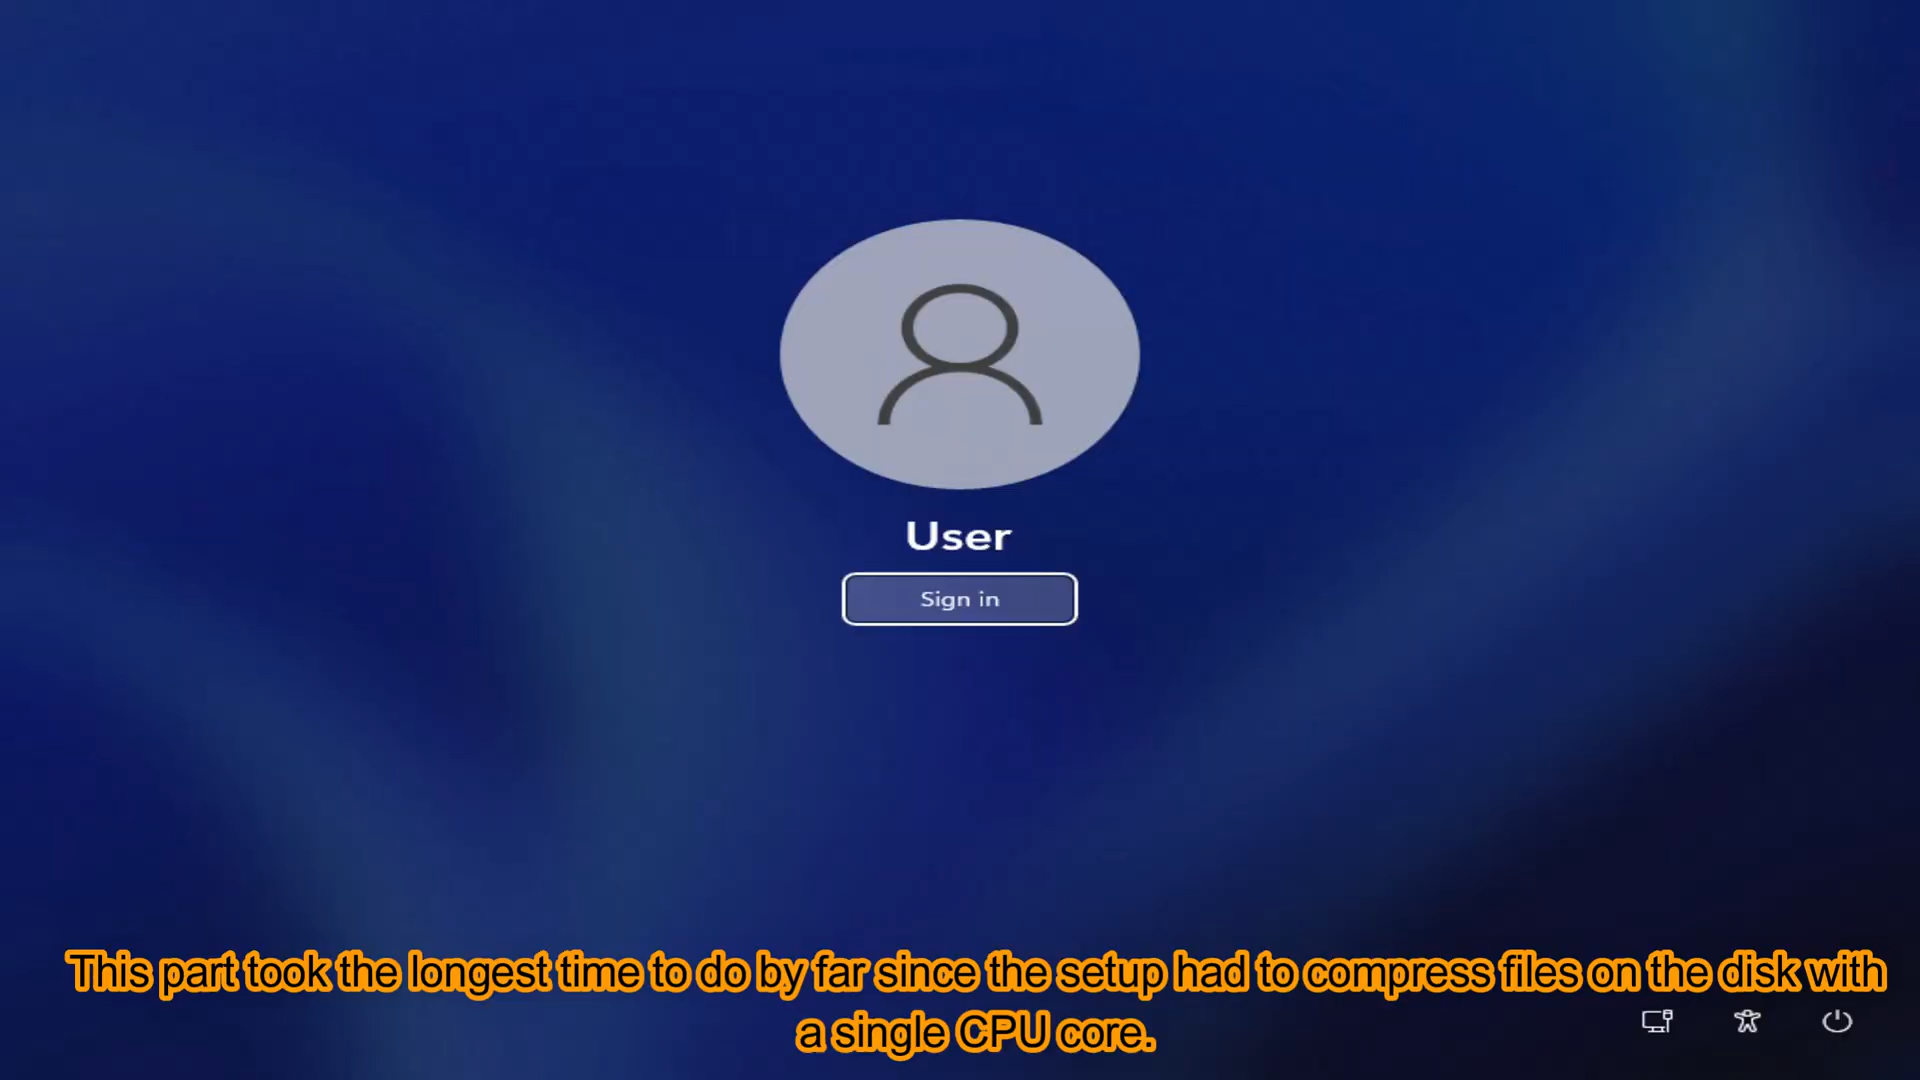 User
Sign in
This part took the longest time to do by far since the setup had to compress files on the disk with
a single CPU core.